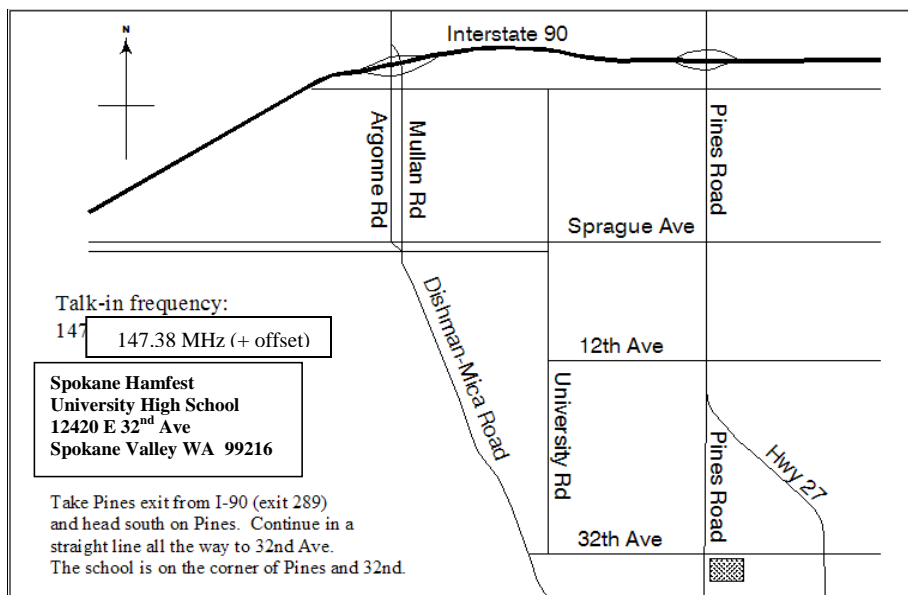 N
Interstate 90
Argonne Rd
Mullan Rd
Pines Road
Sprague Ave
Dishman-Mica Road
12th Ave
University Rd
Pines Road
Hwy 27
32th Ave
Talk-in frequency:
147
147.38 MHz (+ offset)
Spokane Hamfest
University High School
12420 E 32nd Ave
Spokane Valley WA 99216
Take Pines exit from I-90 (exit 289)
and head south on Pines. Continue in a
straight line all the way to 32nd Ave.
The school is on the corner of Pines and 32nd.